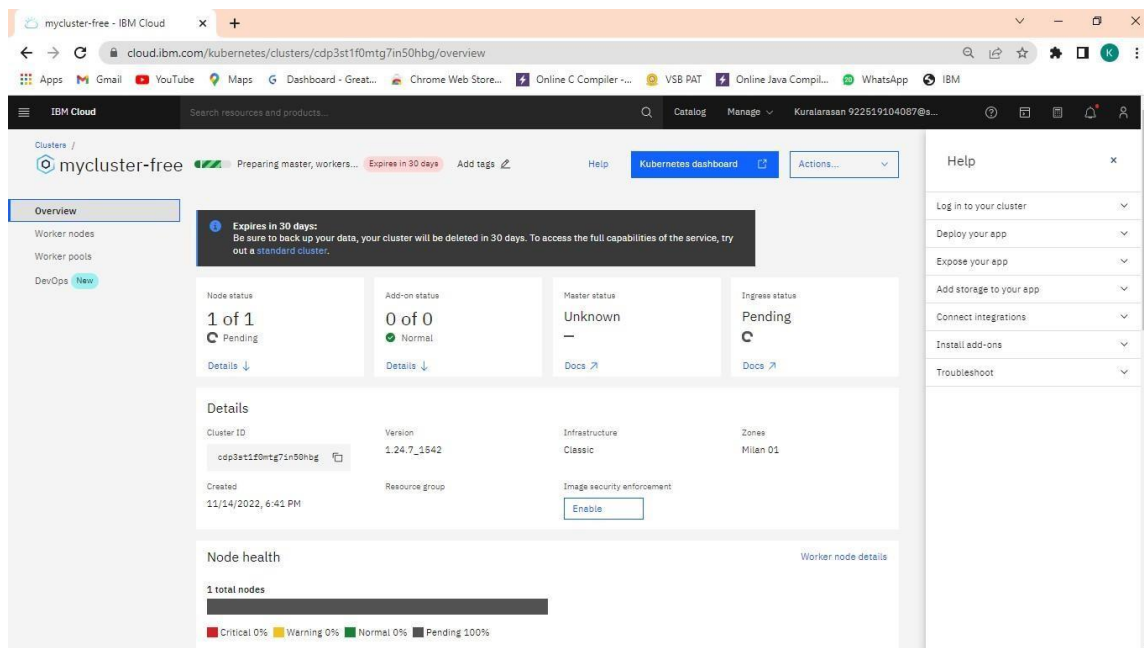 mycluster-free - IBM Cloud
cloud.ibm.com/kubernetes/clusters/cdp3st1f0mtg7in50hbg/overview
K
Apps Gmail YouTube Maps Dashboard - Great... Chrome Web Store... Online C Compiler -... VSB PAT Online Java Compil... WhatsApp IBM
IBM Cloud Search resources and products... Catalog Manage Kuralarasan 922519104087@s...
Clusters /
mycluster-free Preparing master, workers... Expires in 30 days Add tags Help Kubernetes dashboard Actions...
Overview
Worker nodes
Worker pools
DevOps New
Expires in 30 days:
Be sure to back up your data, your cluster will be deleted in 30 days. To access the full capabilities of the service, try
out a standard cluster.
Node status Add-on status Master status Ingress status
1 of 1 0 of 0 Unknown Pending
Pending Normal —
Details ↓ Details ↓ Docs ↗ Docs ↗
Details
Cluster ID Version Infrastructure Zones
cdp3st1f0mtg7in50hbg 1.24.7_1542 Classic Milan 01
Created Resource group Image security enforcement
11/14/2022, 6:41 PM Enable
Node health Worker node details
1 total nodes
Critical 0% Warning 0% Normal 0% Pending 100%
Help
Log in to your cluster
Deploy your app
Expose your app
Add storage to your app
Connect integrations
Install add-ons
Troubleshoot